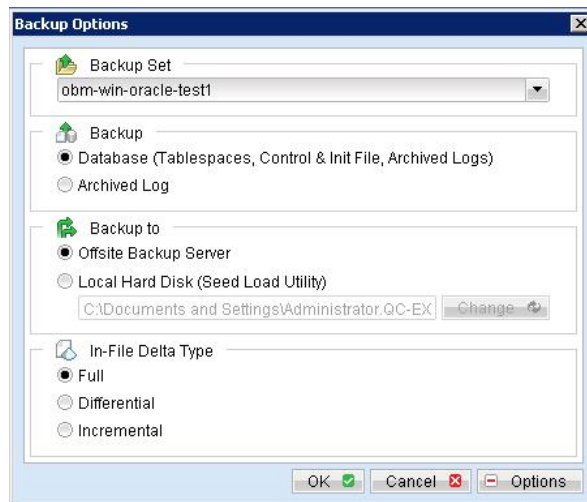 Backup Options
Backup Set
obm-win-oracle-test1
Backup
Database (Tablespaces, Control & Init File, Archived Logs)
Archived Log
Backup to
Offsite Backup Server
Local Hard Disk (Seed Load Utility)
C:\Documents and Settings\Administrator.QC-EX
Change
In-File Delta Type
Full
Differential
Incremental
OK Cancel Options